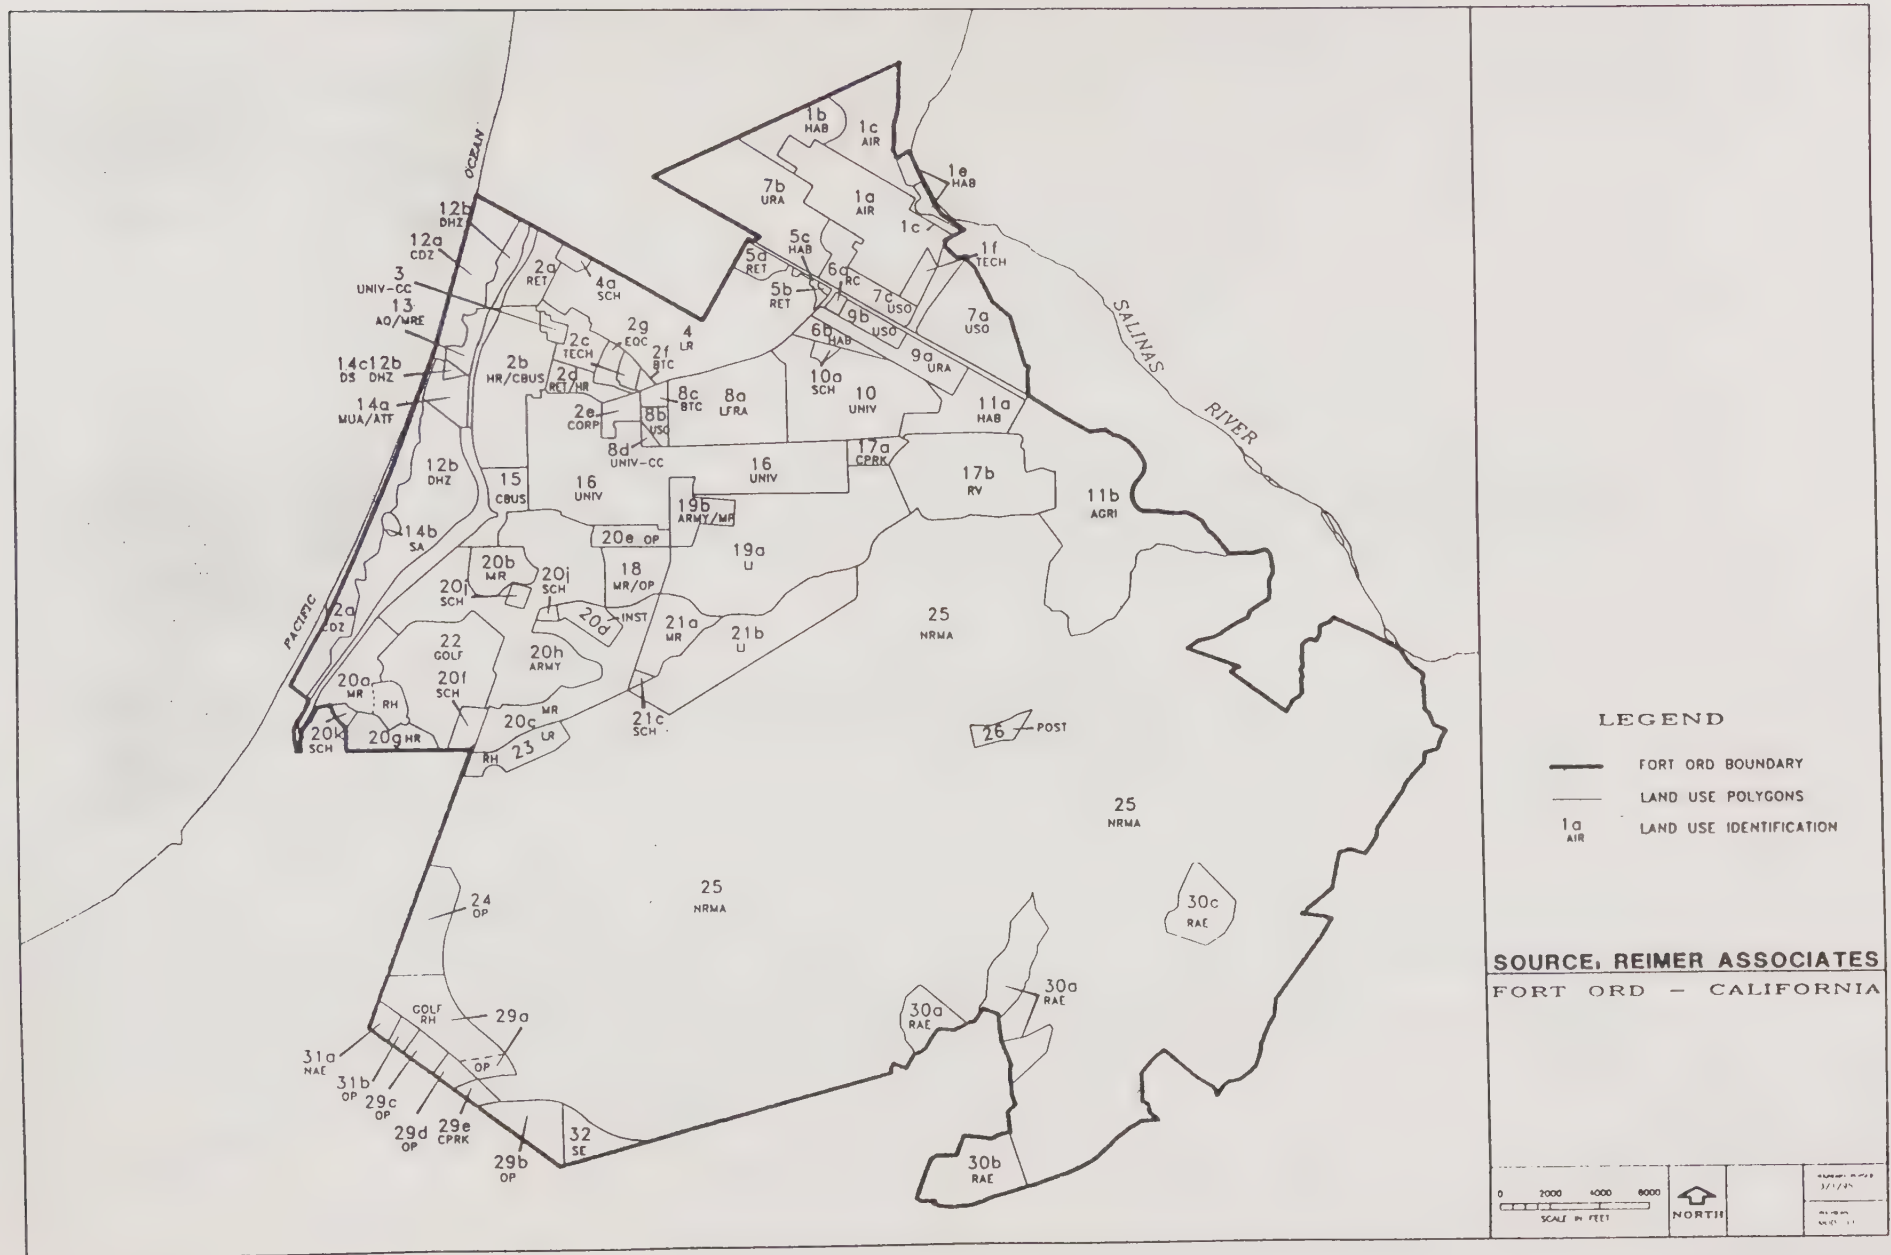 OCEAN
PACIFIC
SALINAS
RIVER
1b
HAB
1c
AIR
1e
HAB
7b
URA
1a
AIR
1c
1f
TECH
12b
DHZ
12a
CDZ
3
UNIV-CC
13
AQ/MRE
14c 12b
DS DHZ
14a
MUA/ATF
2a
RET
4a
SCH
5a
RET
5c
HAB
5b
RET
6a
RC
7c
USO
9b
USO
7a
USO
6b
HAB
9a
URA
2g
EQC
4
LR
2c
TECH
2f
BTC
2b
HR/CBUS
2d
RET/HR
10a
SCH
10
UNIV
11a
HAB
8c
BTC
8a
LFRA
2e
CORP
8b
USO
8d
UNIV-CC
12b
DHZ
15
CBUS
16
UNIV
16
UNIV
17a
CPRK
17b
RV
11b
AGRI
14b
SA
19b
ARMY/MP
20e OP
19a
LI
20b
MR
20j
SCH
20j
SCH
18
MR/OP
20d
INST
12a
CDZ
21a
MR
21b
LI
25
NRMA
22
GOLF
20h
ARMY
20a
MR
RH
20f
SCH
MR
20c
21c
SCH
20k
SCH
20g HR
RH
23
LR
26
POST
25
NRMA
25
NRMA
24
OP
30c
RAE
30a
RAE
30a
RAE
GOLF
RH
29a
OP
31a
NAE
31b
OP
29c
OP
29d
OP
29e
CPRK
29b
OP
32
SE
30b
RAE
LEGEND
FORT ORD BOUNDARY
LAND USE POLYGONS
1a
AIR
LAND USE IDENTIFICATION
SOURCE, REIMER ASSOCIATES
FORT ORD - CALIFORNIA
0 2000 4000 8000
SCALE IN FEET
NORTH